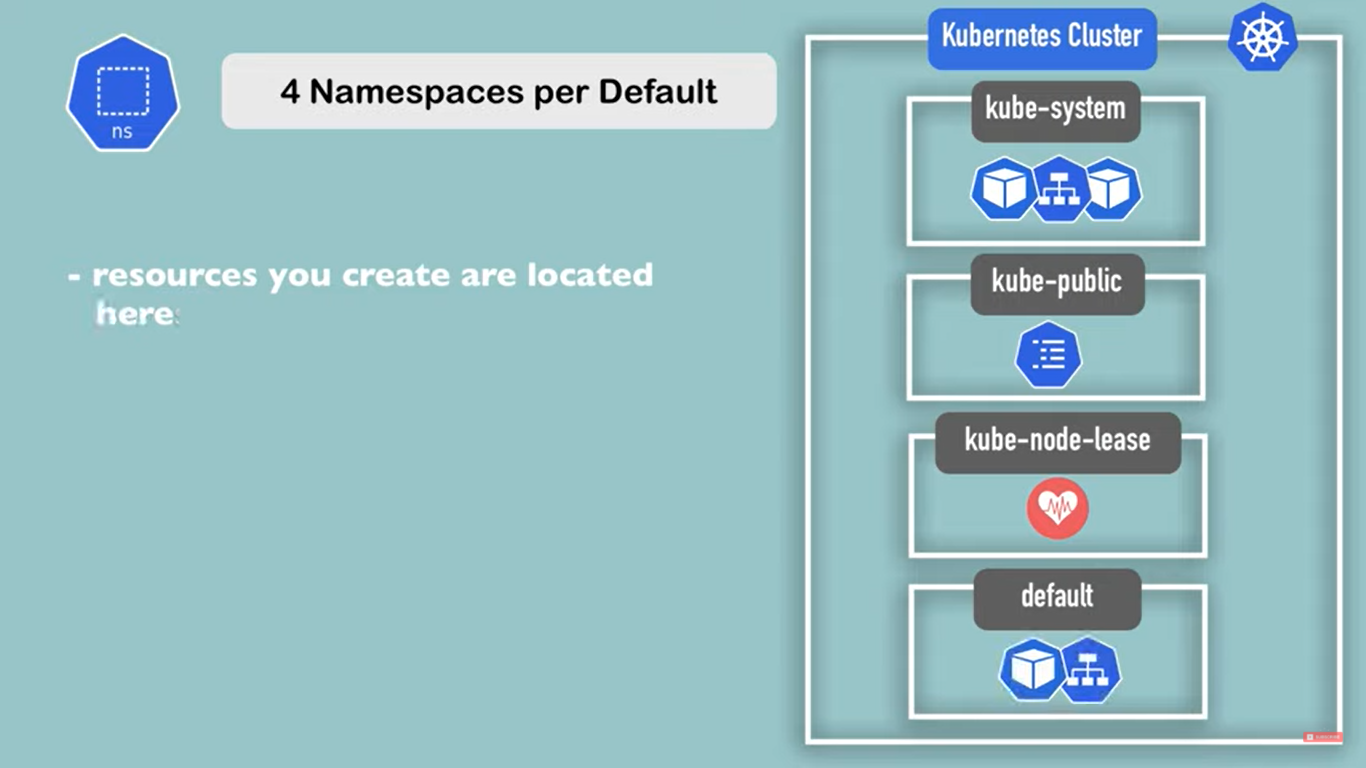 4 Namespaces per Default
ns
- resources you create are located
here
Kubernetes Cluster
kube-system
kube-public
kube-node-lease
default
SUBSCRIBE